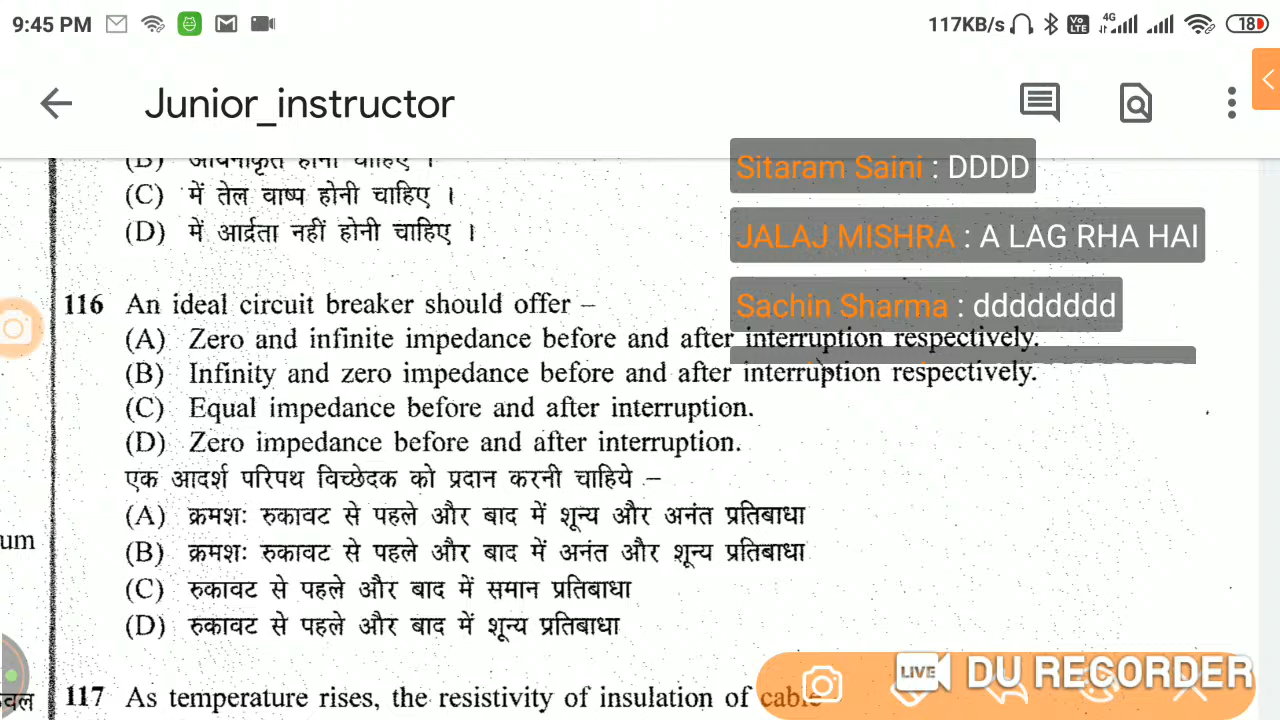 9:45 PM
117KB/s
Vo LTE
4G
18
Junior_instructor
Sitaram Saini : DDDD
JALAJ MISHRA : A LAG RHA HAI
Sachin Sharma : dddddddd
(C) में तेल वाष्प होनी चाहिए ।
(D) में आर्द्रता नहीं होनी चाहिए ।
116 An ideal circuit breaker should offer –
(A) Zero and infinite impedance before and after interruption respectively.
(B) Infinity and zero impedance before and after interruption respectively.
(C) Equal impedance before and after interruption.
(D) Zero impedance before and after interruption.
एक आदर्श परिपथ विच्छेदक को प्रदान करनी चाहिये –
(A) क्रमशः रुकावट से पहले और बाद में शून्य और अनंत प्रतिबाधा
(B) क्रमशः रुकावट से पहले और बाद में अनंत और शून्य प्रतिबाधा
(C) रुकावट से पहले और बाद में समान प्रतिबाधा
(D) रुकावट से पहले और बाद में शून्य प्रतिबाधा
um
117 As temperature rises, the resistivity of insulation of cable
LIVE DU RECORDER